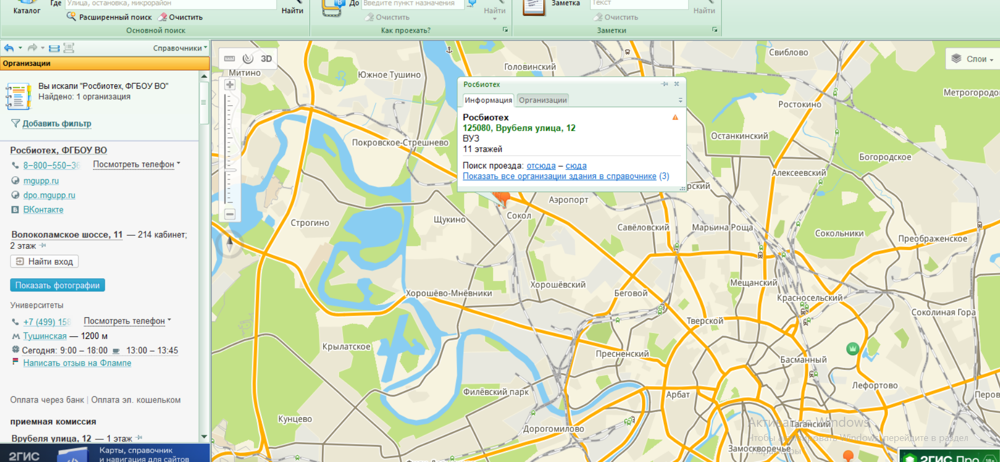 Каталог
Где
Улица, остановка, микрорайон
Найти
Расширенный поиск
Очистить
Основной поиск
До
Введите пункт назначения
Найти
Очистить
Как проехать?
Заметка
Текст
Найти
Очистить
Заметки
Справочники
Организации
Вы искали "Росбиотех, ФГБОУ ВО"
Найдено: 1 организация
Добавить фильтр
Росбиотех, ФГБОУ ВО
8–800–550–36
Посмотреть телефон
mgupp.ru
dpo.mgupp.ru
ВКонтакте
Волоколамское шоссе, 11 — 214 кабинет;
2 этаж
Найти вход
Показать фотографии
Университеты
+7 (499) 158
Посмотреть телефон
Тушинская — 1200 м
Сегодня: 9:00 – 18:00 13:00 – 13:45
Написать отзыв на Флампе
Оплата через банк | Оплата эл. кошельком
приемная комиссия
Врубеля улица, 12 — 1 этаж
2ГИС
Карты, справочник
и навигация для сайтов
3D
Слои
Росбиотех
Информация
Организации
Росбиотех
125080, Врубеля улица, 12
ВУЗ
11 этажей
Поиск проезда: отсюда – сюда
Показать все организации здания в справочнике (3)
Митино
Южное Тушино
Головинский
Свиблово
Метрогородо
Ростокино
Покровское-Стрешнево
Останкинский
Богородское
Алексеевский
рский
Аэропорт
Сокол
Щукино
Строгино
Савёловский
Марьина Роща
Сокольники
Преображенское
Хорошёвский
Мещанский
Хорошёво-Мнёвники
Беговой
Красносельский
Соколиная Гора
Тверской
Крылатское
Пресненский
Басманный
Филёвский парк
Арбат
Лефортово
Перов
Кунцево
Дорогомилово
Таганский
Замоскворечье
Активация Windows
Чтобы активировать Windows, перейдите в раздел
Параметры
2ГИС Про
18+